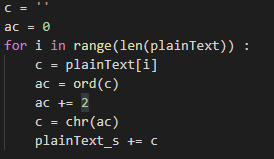 c = ''
ac = 0
for i in range(len(plainText)) :
    c = plainText[i]
    ac = ord(c)
    ac += 2
    c = chr(ac)
    plainText_s += c